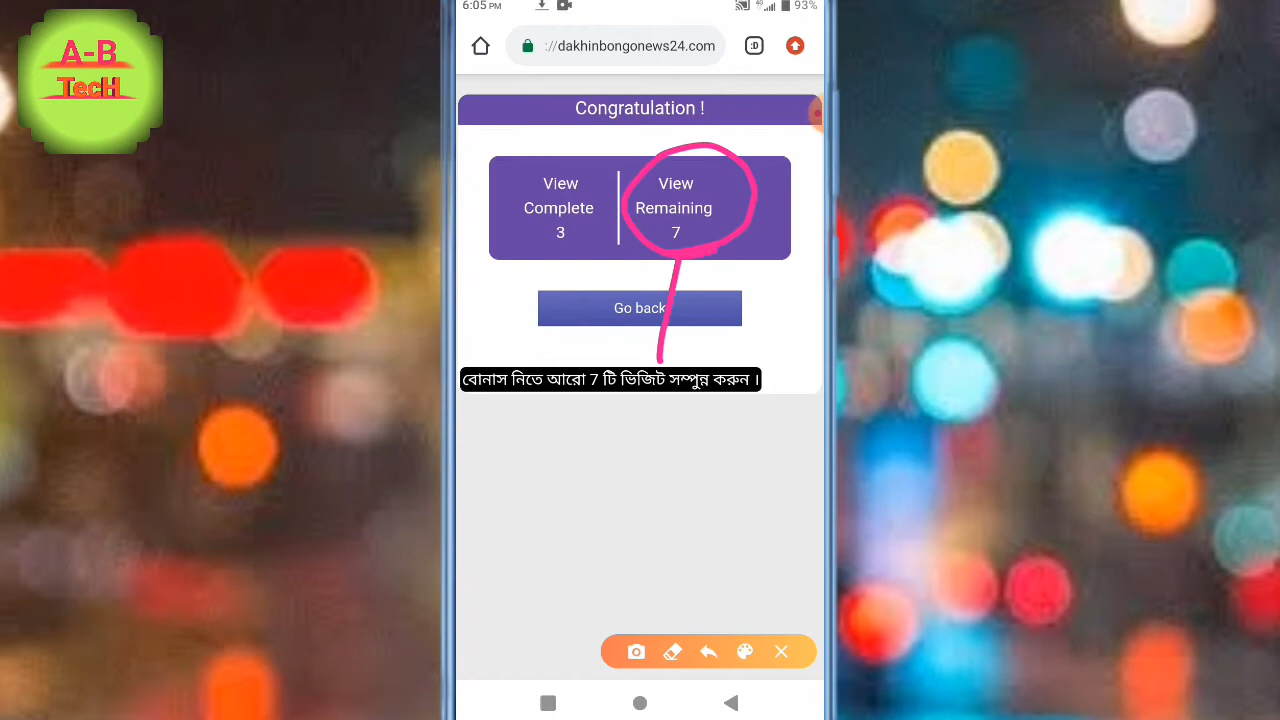 A-B
TecH
6:05 PM
4G
93%
://dakhinbongonews24.com
:D
Congratulation !
View
Complete
3
View
Remaining
7
Go back
বোনাস নিতে আরো 7 টি ভিজিট সম্পুন্ন করুন ।